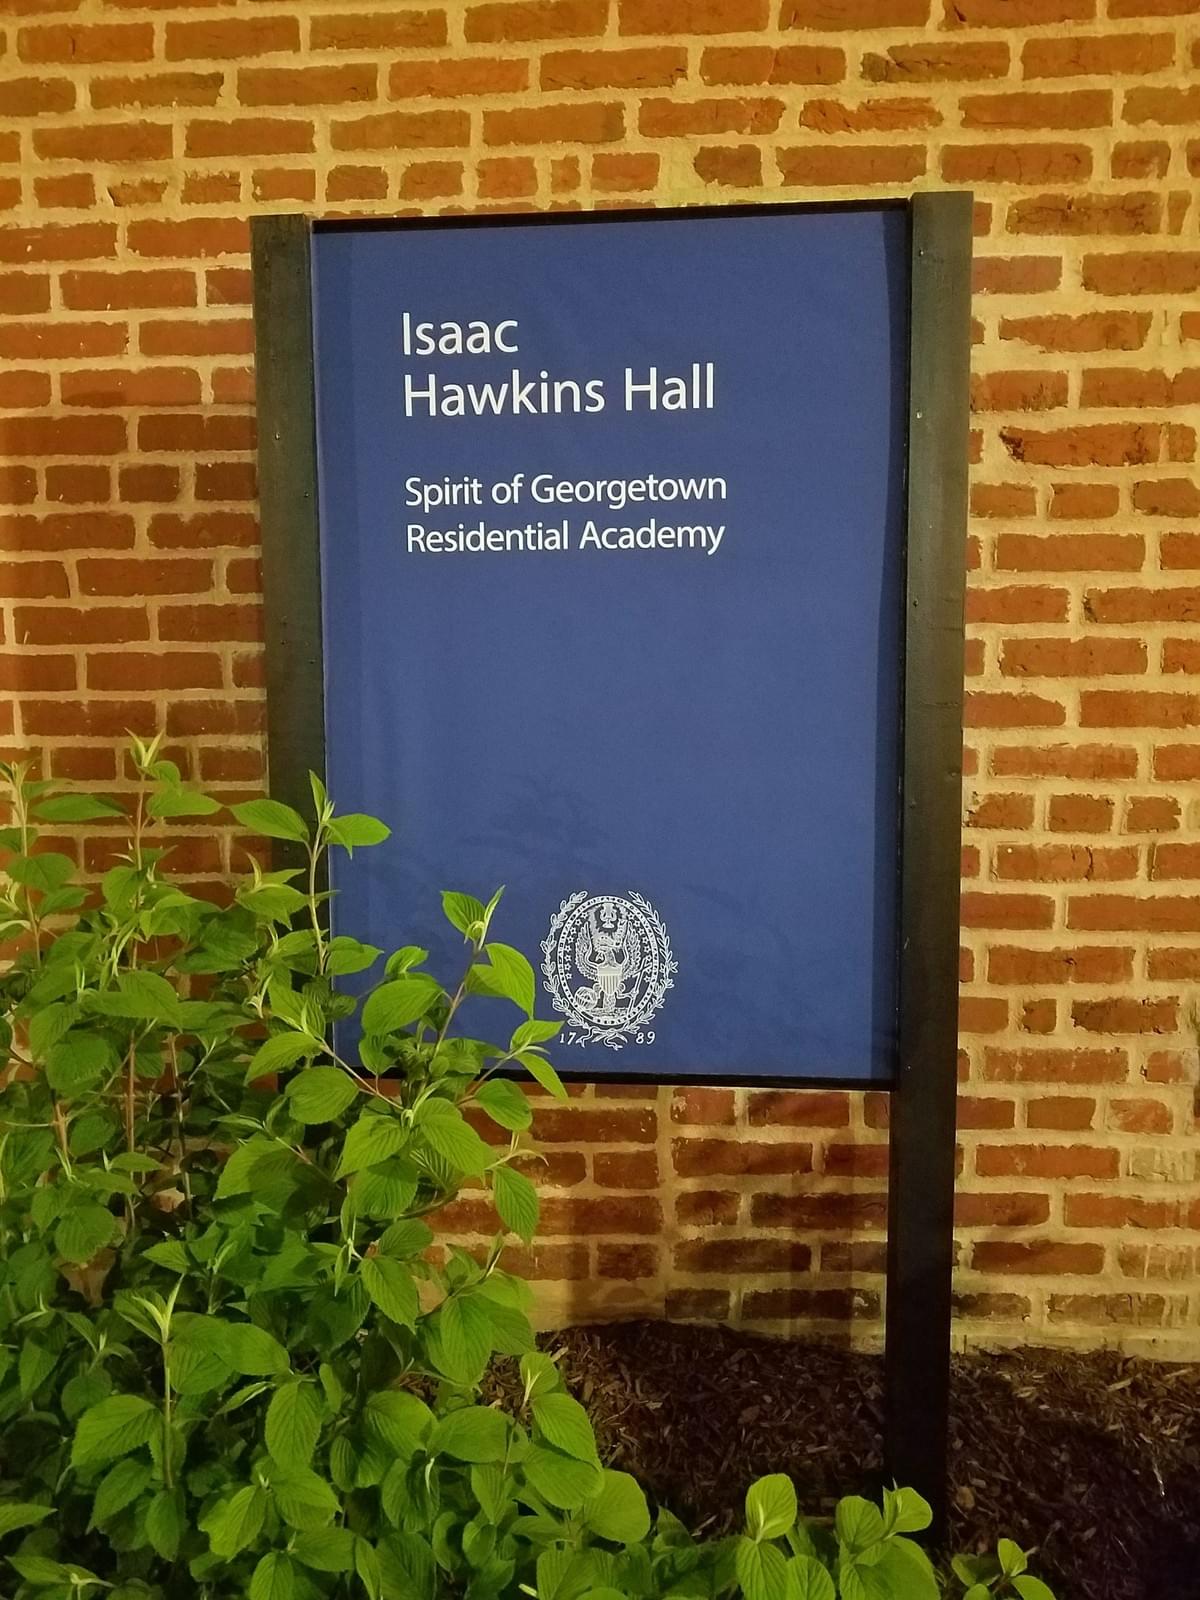 Isaac
Hawkins Hall
Spirit of Georgetown
Residential Academy
17 89